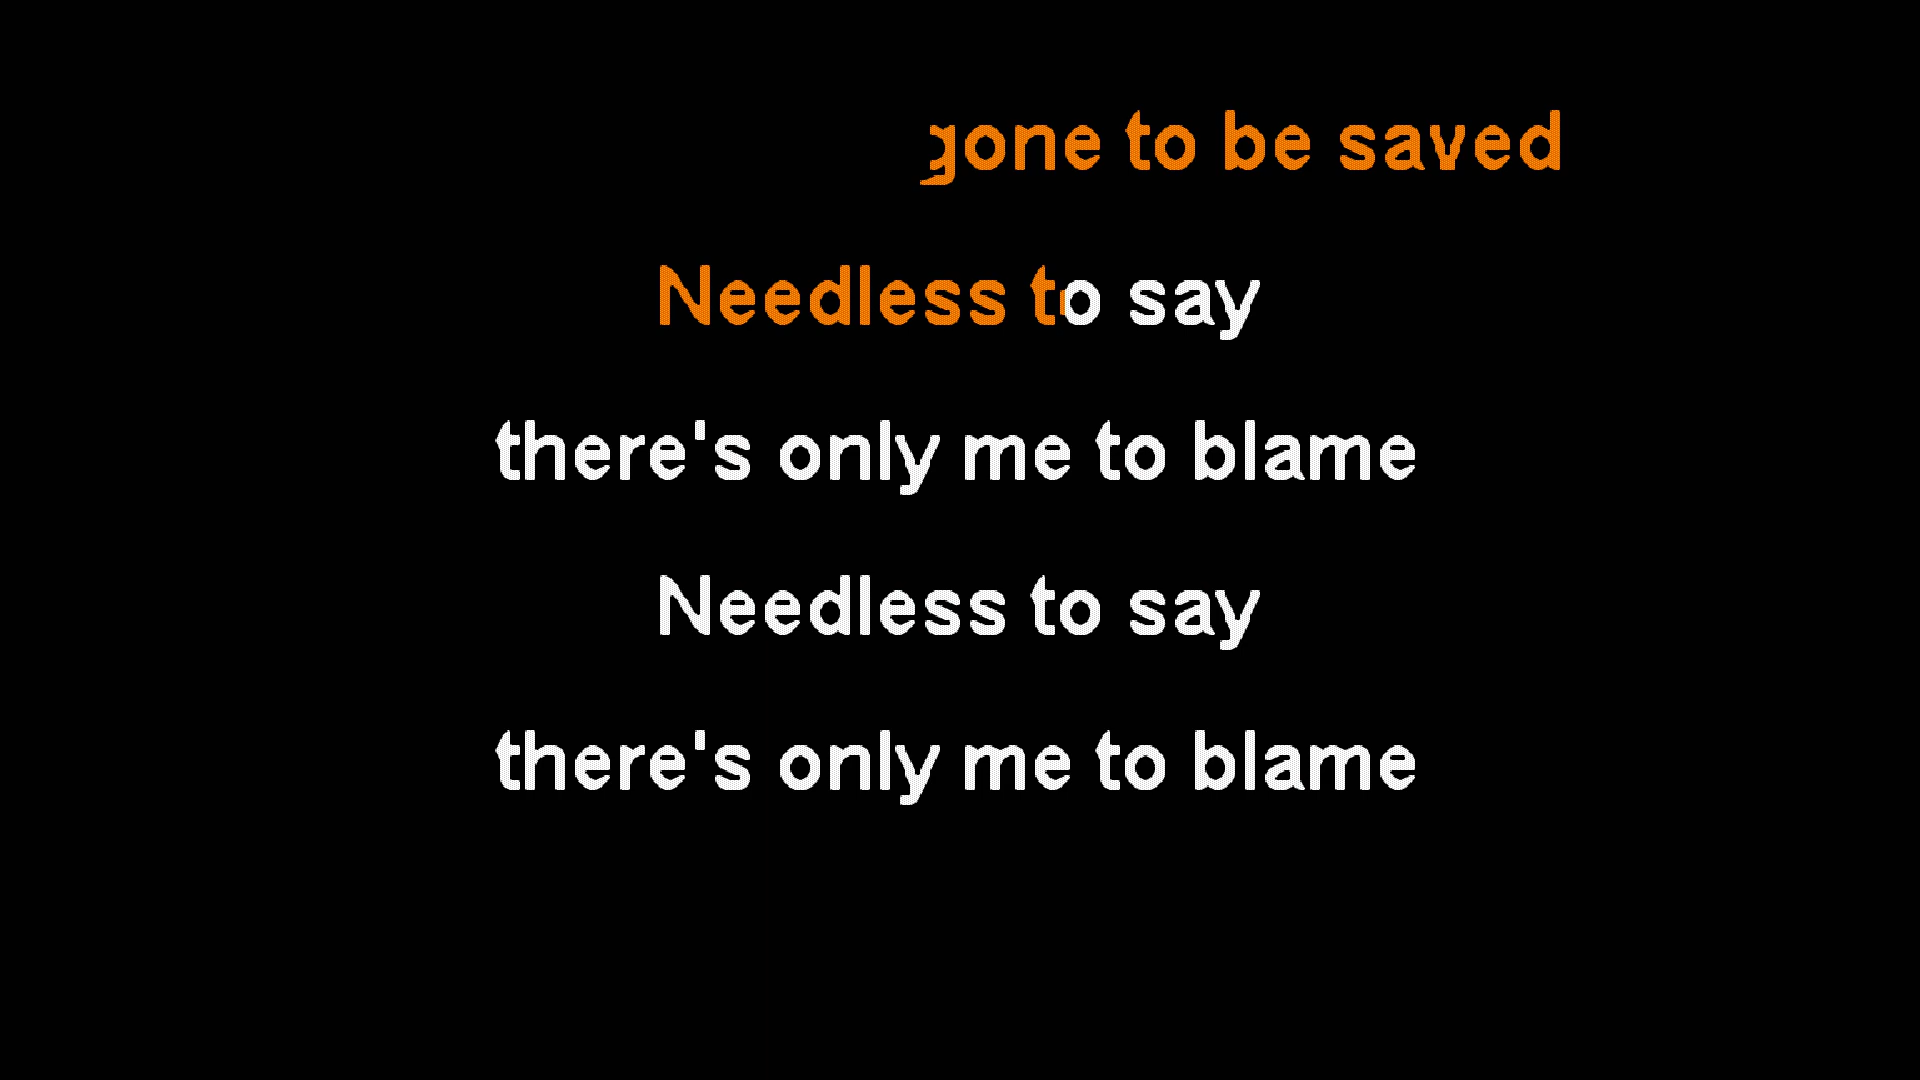 gone to be saved
Needless to say
there's only me to blame
Needless to say
there's only me to blame